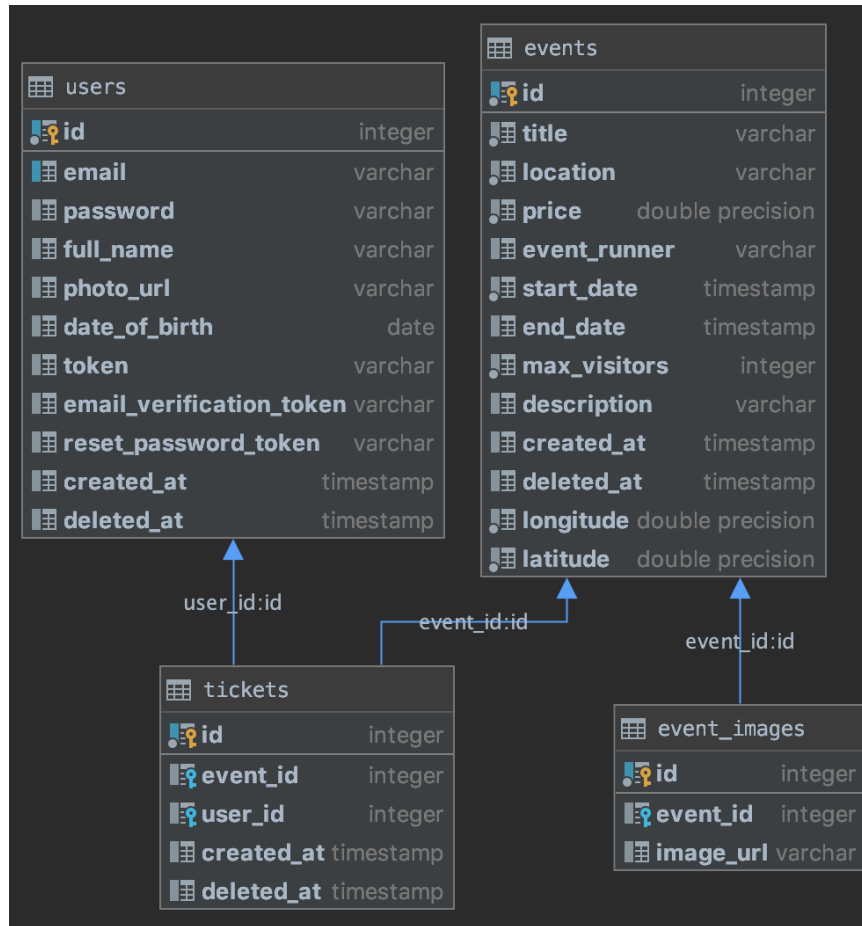 users
id integer
email varchar
password varchar
full_name varchar
photo_url varchar
date_of_birth date
token varchar
email_verification_token varchar
reset_password_token varchar
created_at timestamp
deleted_at timestamp
events
id integer
title varchar
location varchar
price double precision
event_runner varchar
start_date timestamp
end_date timestamp
max_visitors integer
description varchar
created_at timestamp
deleted_at timestamp
longitude double precision
latitude double precision
user_id:id
event_id:id
event_id:id
tickets
id integer
event_id integer
user_id integer
created_at timestamp
deleted_at timestamp
event_images
id integer
event_id integer
image_url varchar